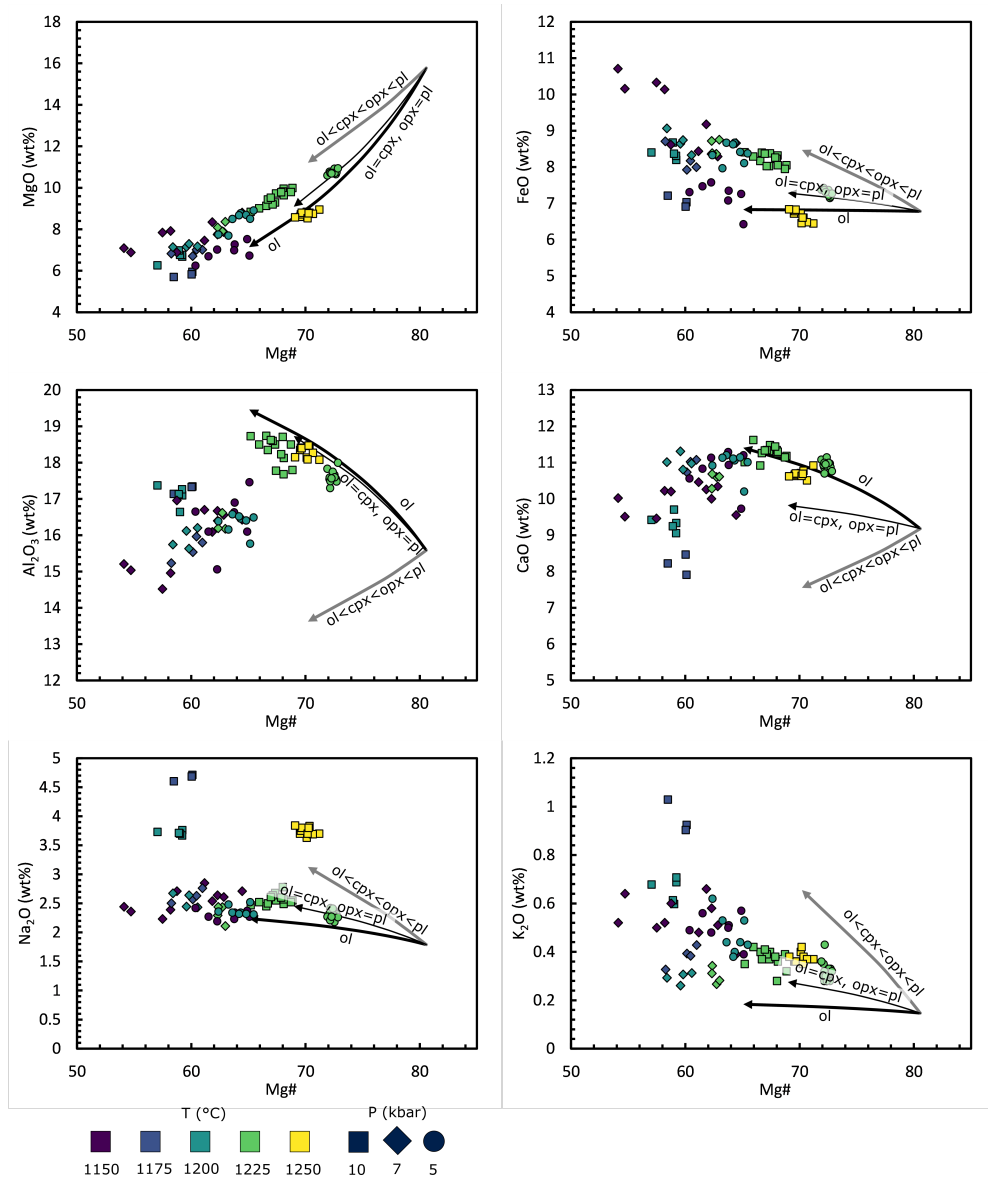 18
16
14
12
10
8
6
4
50
60
70
80
MgO (wt%)
Mg#
ol<cpx<opx<pl
ol=cpx, opx=pl
ol
12
11
10
9
8
7
6
5
4
50
60
70
80
FeO (wt%)
Mg#
ol<cpx<opx<pl
ol=cpx, opx=pl
ol
20
19
18
17
16
15
14
13
12
50
60
70
80
Al₂O₃ (wt%)
Mg#
ol
ol=cpx, opx=pl
ol<cpx<opx<pl
13
12
11
10
9
8
7
6
5
50
60
70
80
CaO (wt%)
Mg#
ol
ol=cpx, opx=pl
ol<cpx<opx<pl
5
4.5
4
3.5
3
2.5
2
1.5
1
0.5
0
50
60
70
80
Na₂O (wt%)
Mg#
ol<cpx<opx<pl
ol=cpx, opx=pl
ol
1.2
1
0.8
0.6
0.4
0.2
0
50
60
70
80
K₂O (wt%)
Mg#
ol<cpx<opx<pl
ol=cpx, opx=pl
ol
T (°C)
P (kbar)
1150 1175 1200 1225 1250 10 7 5